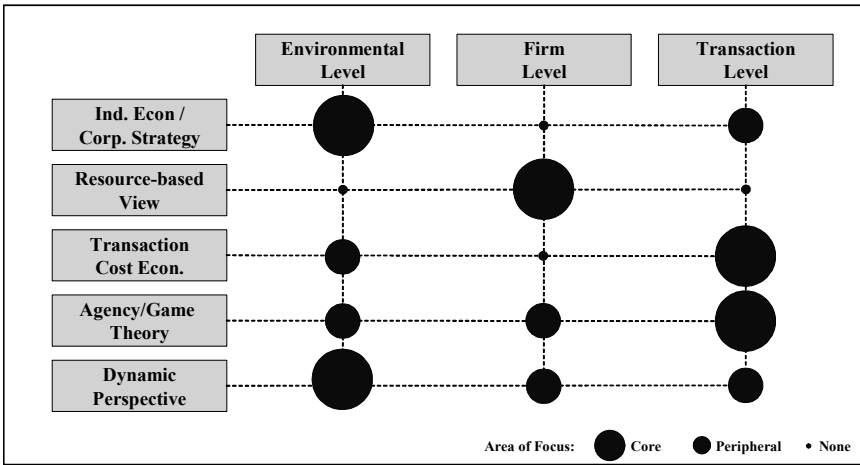 Environmental
Level
Firm
Level
Transaction
Level
Ind. Econ /
Corp. Strategy
Resource-based
View
Transaction
Cost Econ.
Agency/Game
Theory
Dynamic
Perspective
Area of Focus: Core Peripheral None